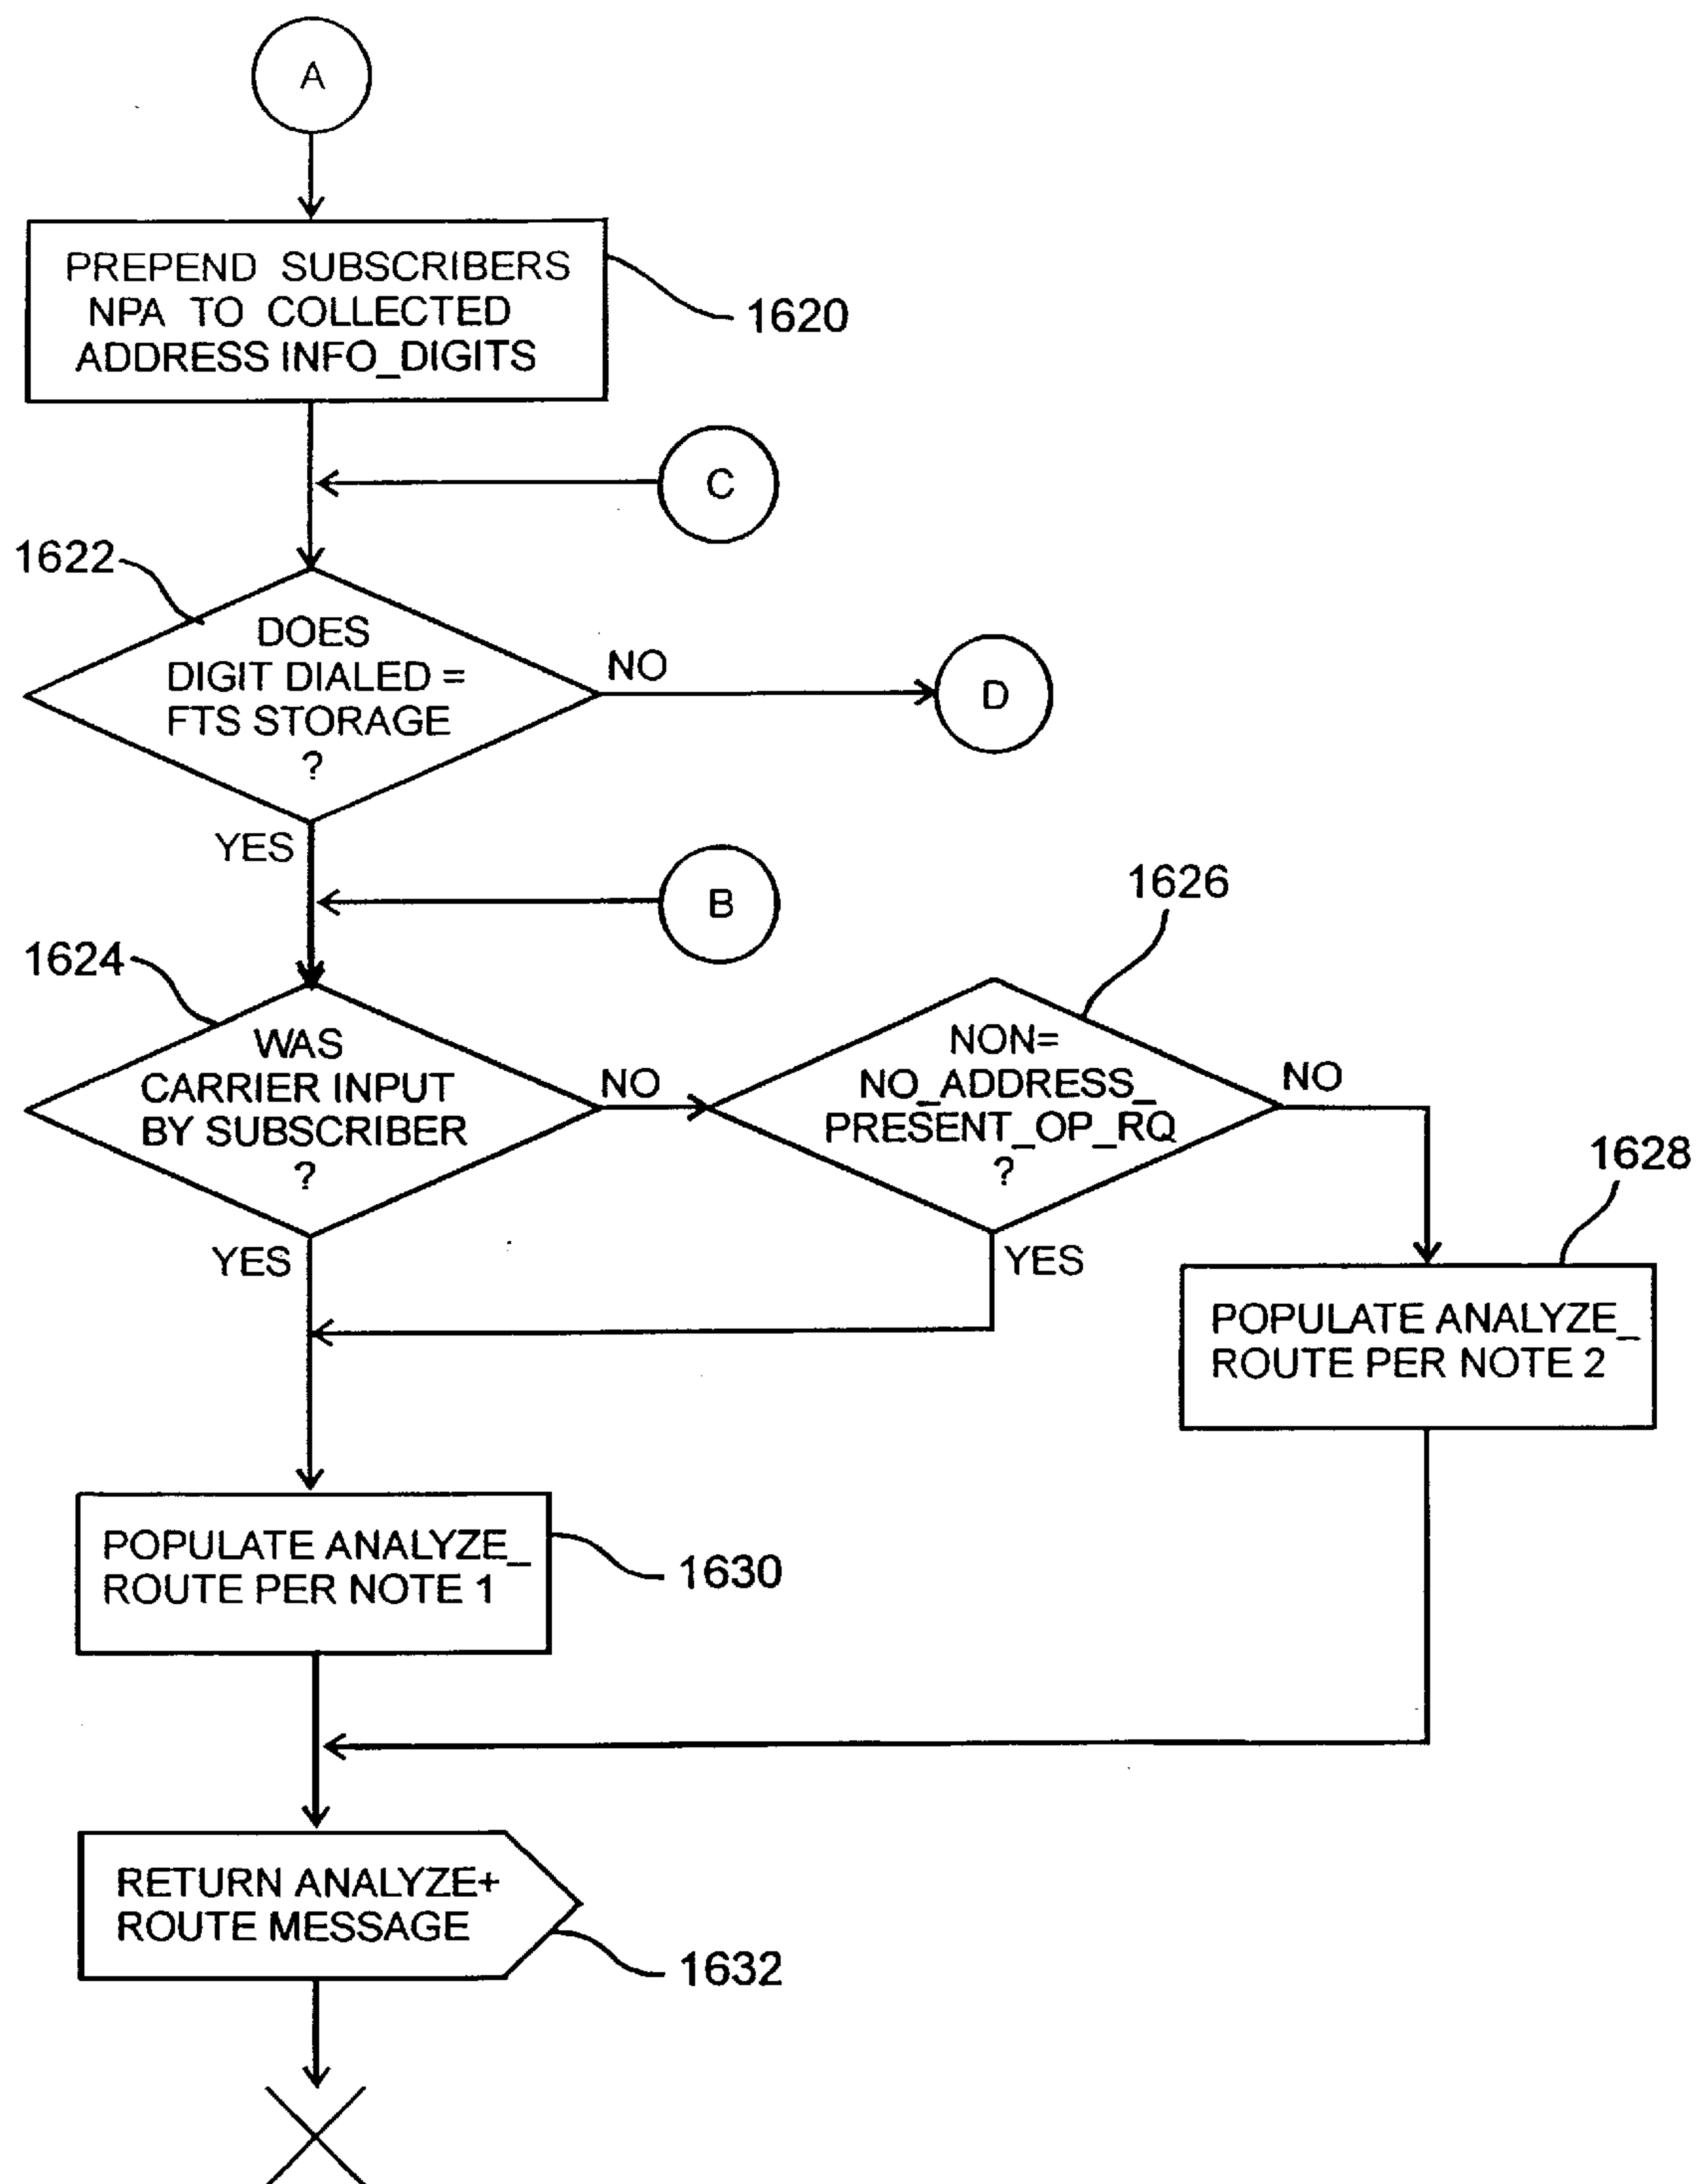 A
PREPEND SUBSCRIBERS
NPA TO COLLECTED
ADDRESS INFO_DIGITS
1620
C
1622
DOES
DIGIT DIALED =
FTS STORAGE
?
NO
D
YES
B
1624
WAS
CARRIER INPUT
BY SUBSCRIBER
?
NO
1626
NON=
NO_ADDRESS_
PRESENT_OP_RQ
?
NO
YES
YES
1628
POPULATE ANALYZE_
ROUTE PER NOTE 2
POPULATE ANALYZE_
ROUTE PER NOTE 1
1630
RETURN ANALYZE+
ROUTE MESSAGE
1632